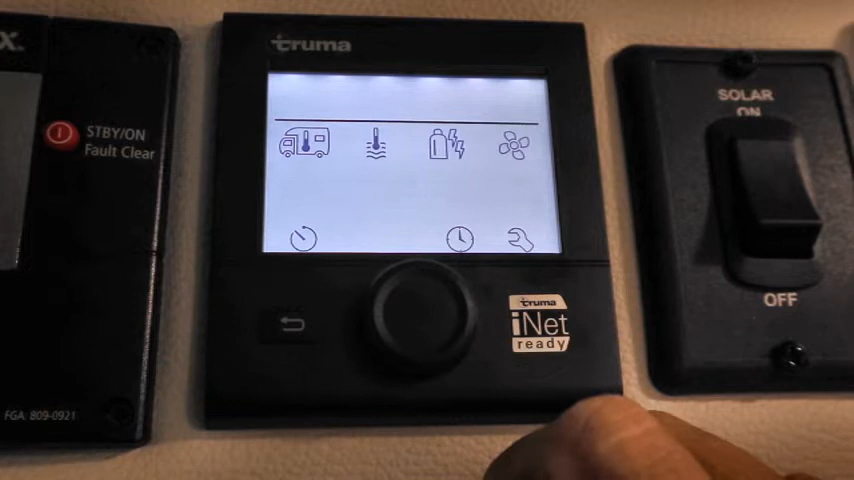 x.
STBY/ON
Fault Clear
FGA: 809-0921
truma
truma
iNet
ready
SOLAR
ON
OFF